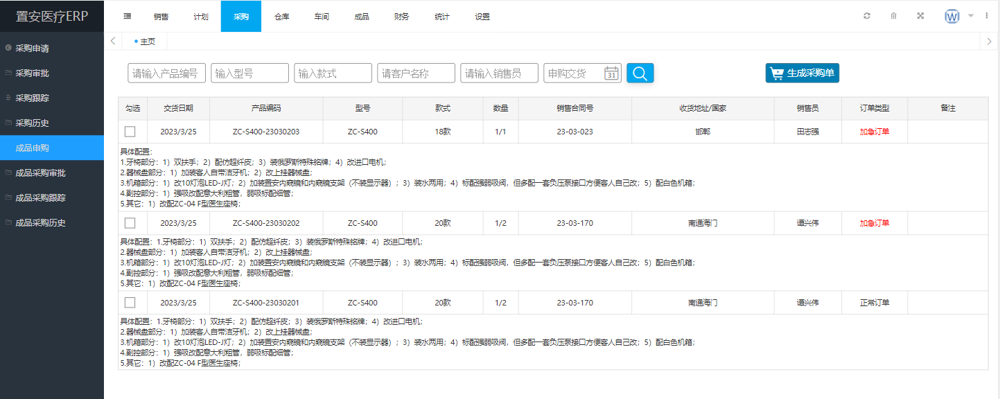 置安医疗ERP
销售 计划 采购 仓库 车间 成品 财务 统计 设置
W
主页
采购申请
采购审批
采购跟踪
采购历史
成品申购
成品采购审批
成品采购跟踪
成品采购历史
请输入产品编号 输入型号 输入款式 请客户名称 请输入销售员 申购交货 31 生成采购单
勾选 交货日期 产品编码 型号 款式 数量 销售合同号 收货地址/国家 销售员 订单类型 备注
2023/3/25 ZC-S400-23030203 ZC-S400 18款 1/1 23-03-023 邯郸 田志强 加急订单
具体配置：
1.牙椅部分：1）双扶手；2）配仿超纤皮；3）装俄罗斯特殊铭牌；4）改进口电机；
2.器械盘部分：1）加装客人自带洁牙机；2）改上挂器械盘；
3.机箱部分：1）改10灯泡LED-J灯；2）加装置安内窥镜和内窥镜支架（不装显示器）；3）装水两用；4）标配强弱吸阀，但多配一套负压泵接口方便客人自己改；5）配白色机箱；
4.副控部分：1）强吸改配意大利粗管，弱吸标配细管；
5.其它：1）改配ZC-04 F型医生座椅；
2023/3/25 ZC-S400-23030202 ZC-S400 20款 1/2 23-03-170 南通海门 谭兴伟 加急订单
具体配置：1.牙椅部分：1）双扶手；2）配仿超纤皮；3）装俄罗斯特殊铭牌；4）改进口电机；
2.器械盘部分：1）加装客人自带洁牙机；2）改上挂器械盘；
3.机箱部分：1）改10灯泡LED-J灯；2）加装置安内窥镜和内窥镜支架（不装显示器）；3）装水两用；4）标配强弱吸阀，但多配一套负压泵接口方便客人自己改；5）配白色机箱；
4.副控部分：1）强吸改配意大利粗管，弱吸标配细管；
5.其它：1）改配ZC-04 F型医生座椅；
2023/3/25 ZC-S400-23030201 ZC-S400 20款 1/2 23-03-170 南通海门 谭兴伟 正常订单
具体配置：1.牙椅部分：1）双扶手；2）配仿超纤皮；3）装俄罗斯特殊铭牌；4）改进口电机；
2.器械盘部分：1）加装客人自带洁牙机；2）改上挂器械盘；
3.机箱部分：1）改10灯泡LED-J灯；2）加装置安内窥镜和内窥镜支架（不装显示器）；3）装水两用；4）标配强弱吸阀，但多配一套负压泵接口方便客人自己改；5）配白色机箱；
4.副控部分：1）强吸改配意大利粗管，弱吸标配细管；
5.其它：1）改配ZC-04 F型医生座椅；